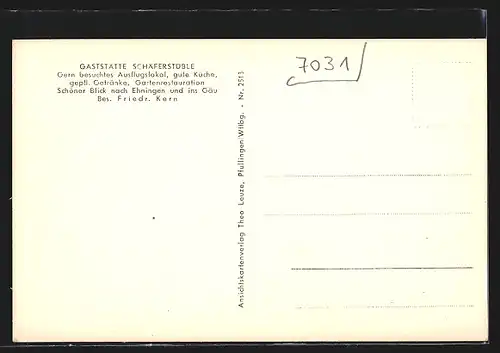 GASTSTÄTTE SCHÄFERSTÜBLE
Gern besuchtes Ausflugslokal, gute Küche,
gepfl. Getränke, Gartenrestauration
Schöner Blick nach Ehningen und ins Gäu
Bes. Friedr. Kern
Ansichtskartenverlag Theo Leuze, Pfullingen/Wttbg. - Nr. 2513
7031